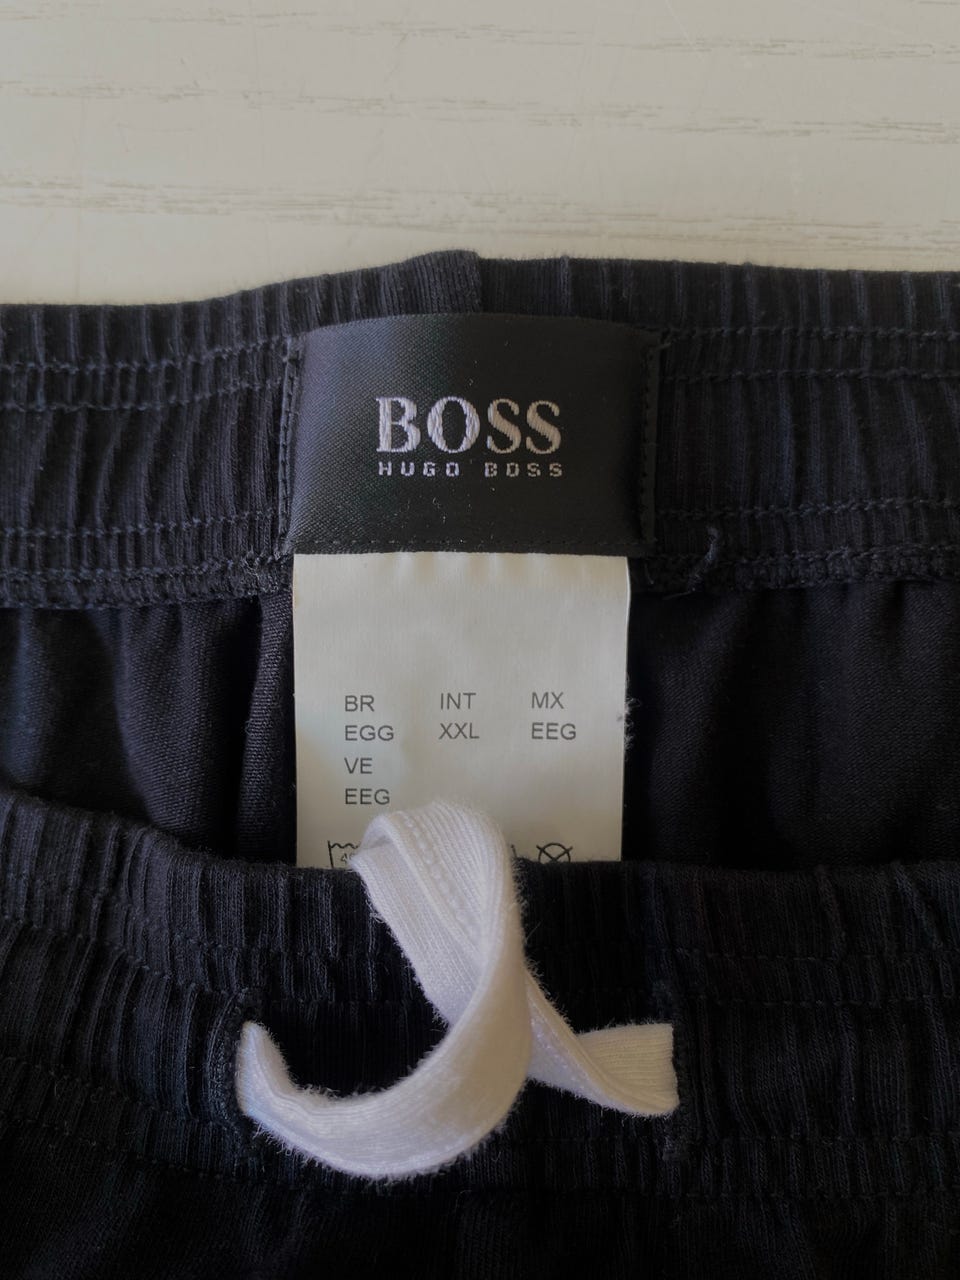 BOSS
HUGO BOSS
BR INT MX
EGG XXL EEG
VE
EEG